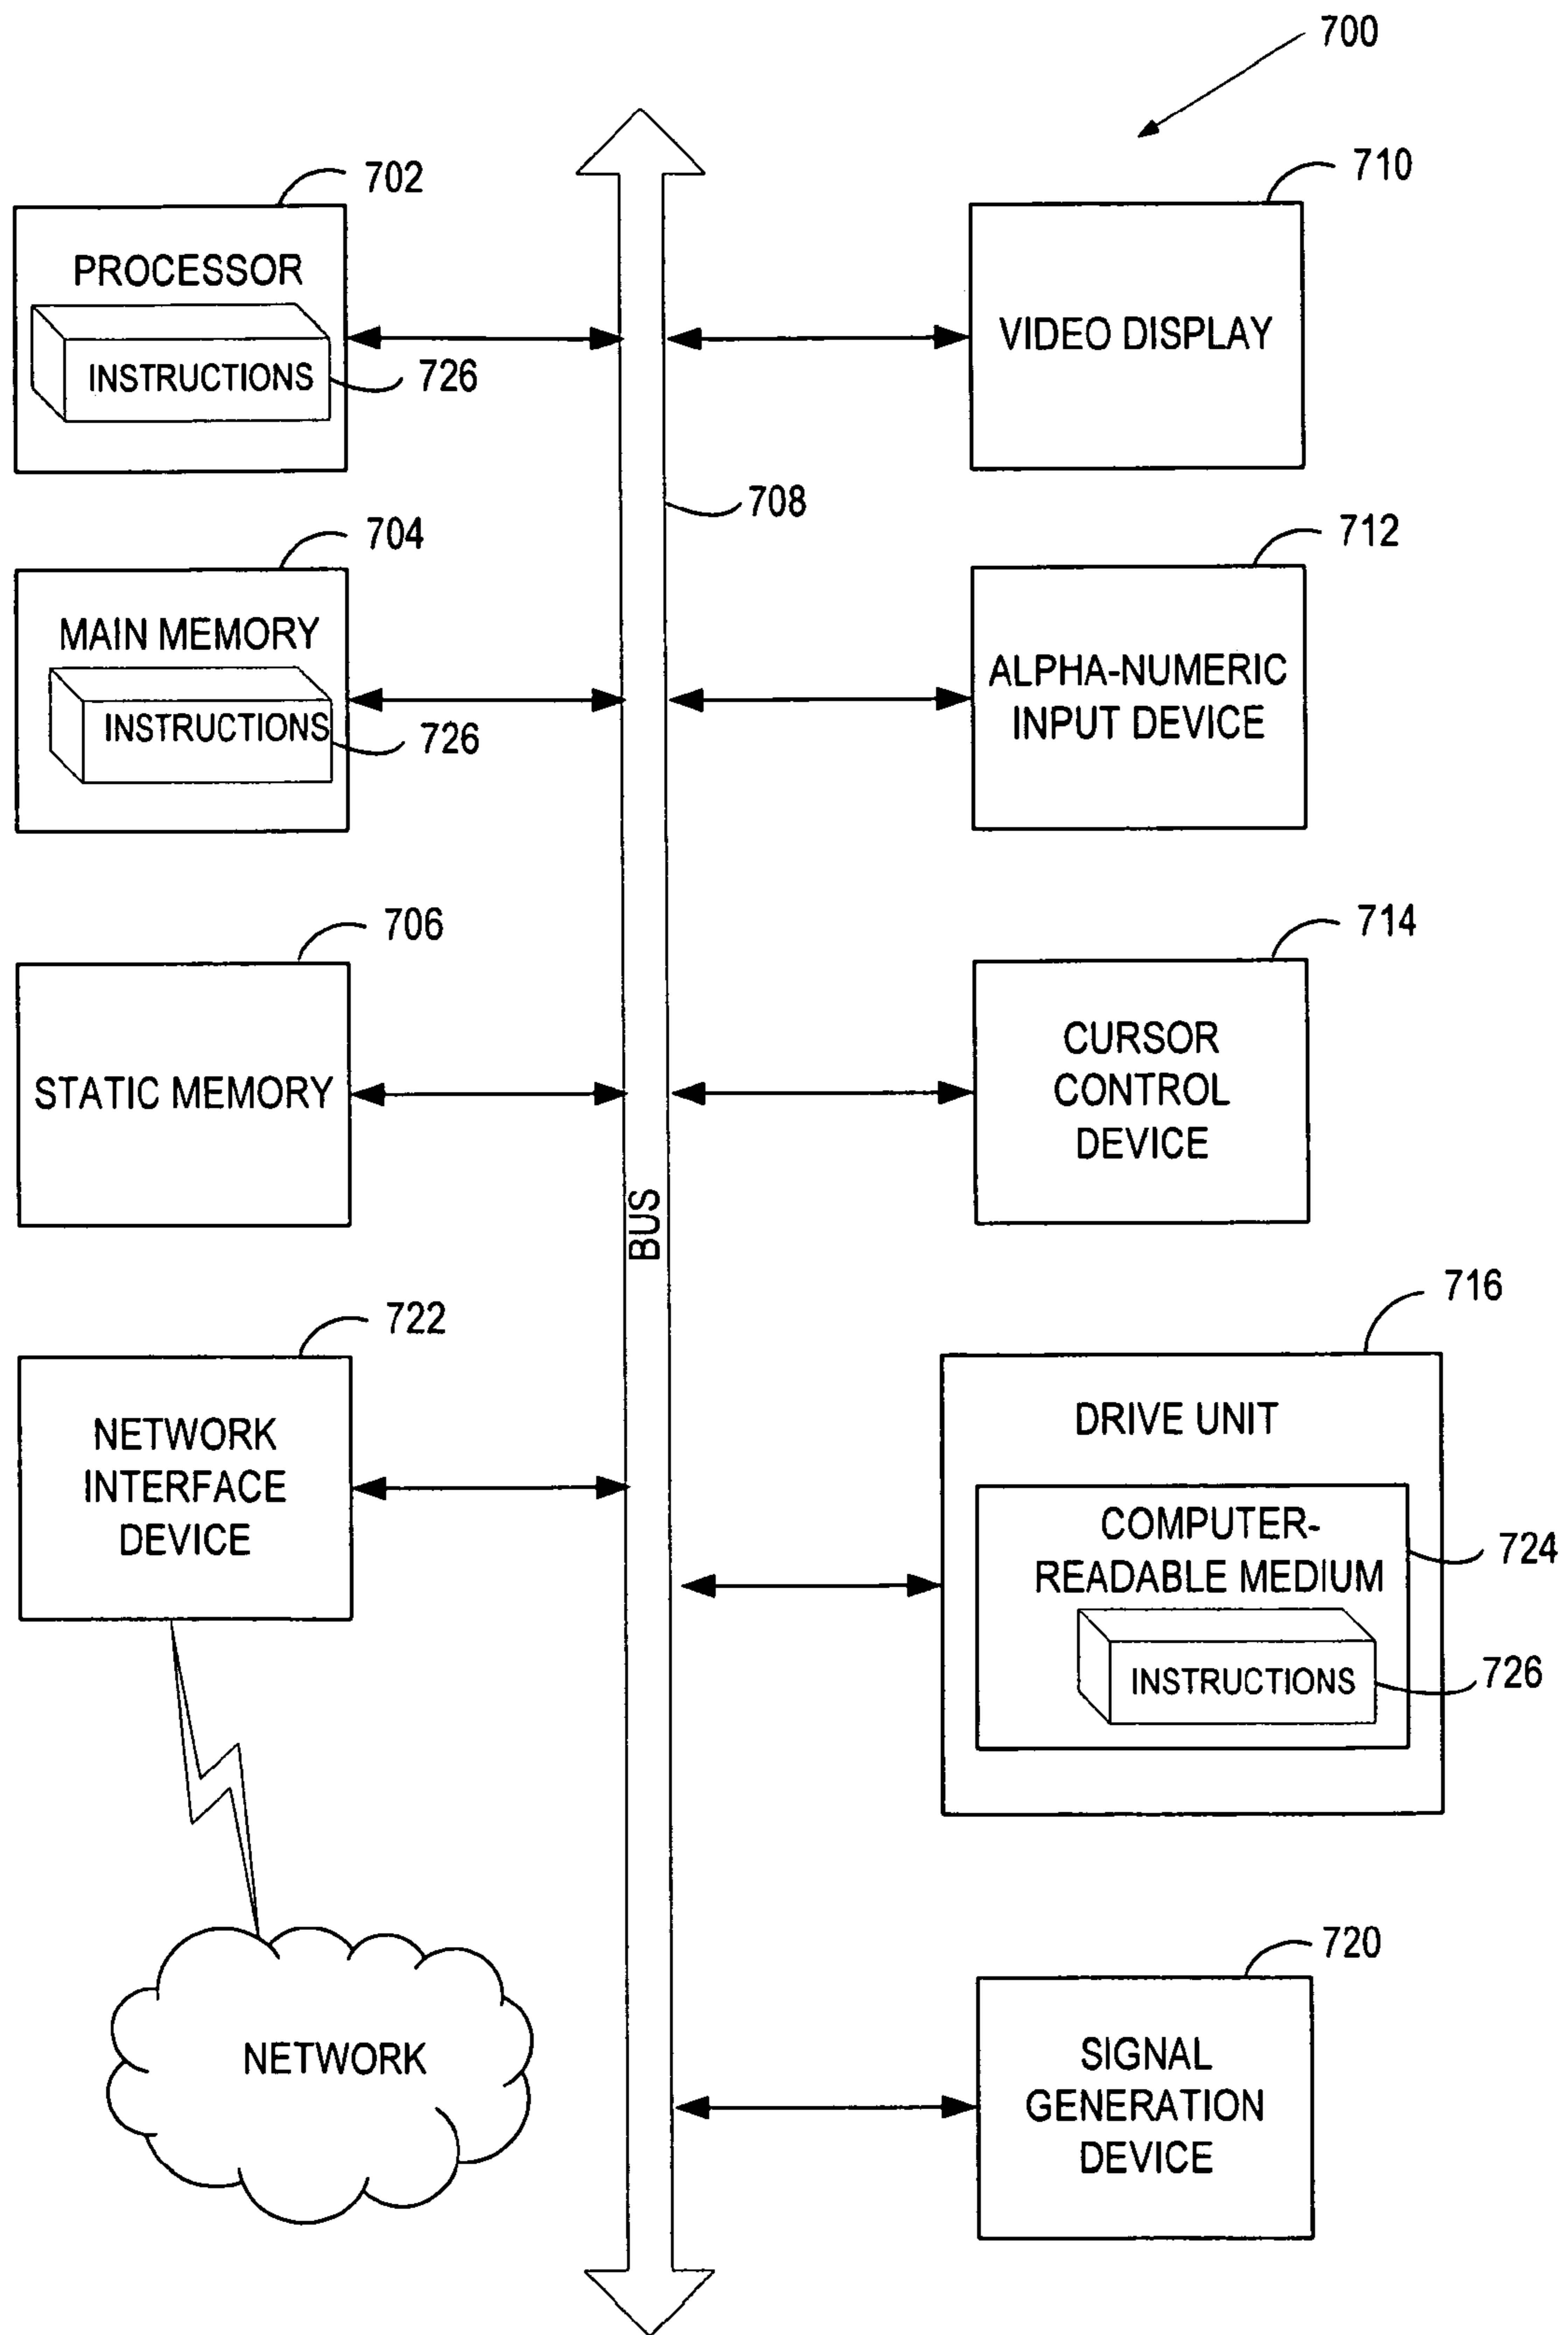 700
702
PROCESSOR
INSTRUCTIONS
726
710
VIDEO DISPLAY
708
704
MAIN MEMORY
INSTRUCTIONS
726
712
ALPHA-NUMERIC
INPUT DEVICE
706
STATIC MEMORY
714
CURSOR
CONTROL
DEVICE
BUS
722
NETWORK
INTERFACE
DEVICE
716
DRIVE UNIT
COMPUTER-
READABLE MEDIUM
724
INSTRUCTIONS
726
NETWORK
720
SIGNAL
GENERATION
DEVICE